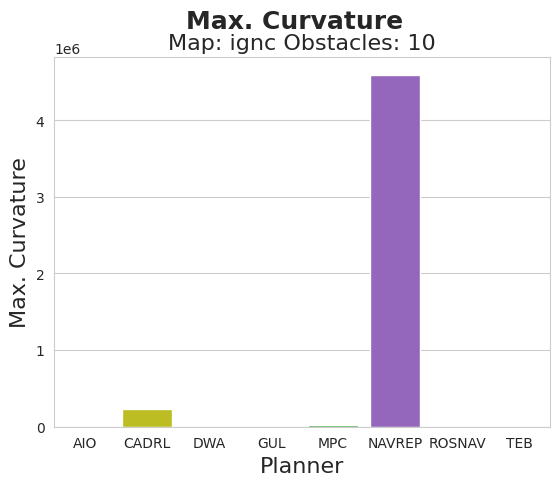 Max. Curvature
Map: ignc Obstacles: 10
1e6
4
3
2
1
0
Max. Curvature
AIO CADRL DWA GUL MPC NAVREP ROSNAV TEB
Planner